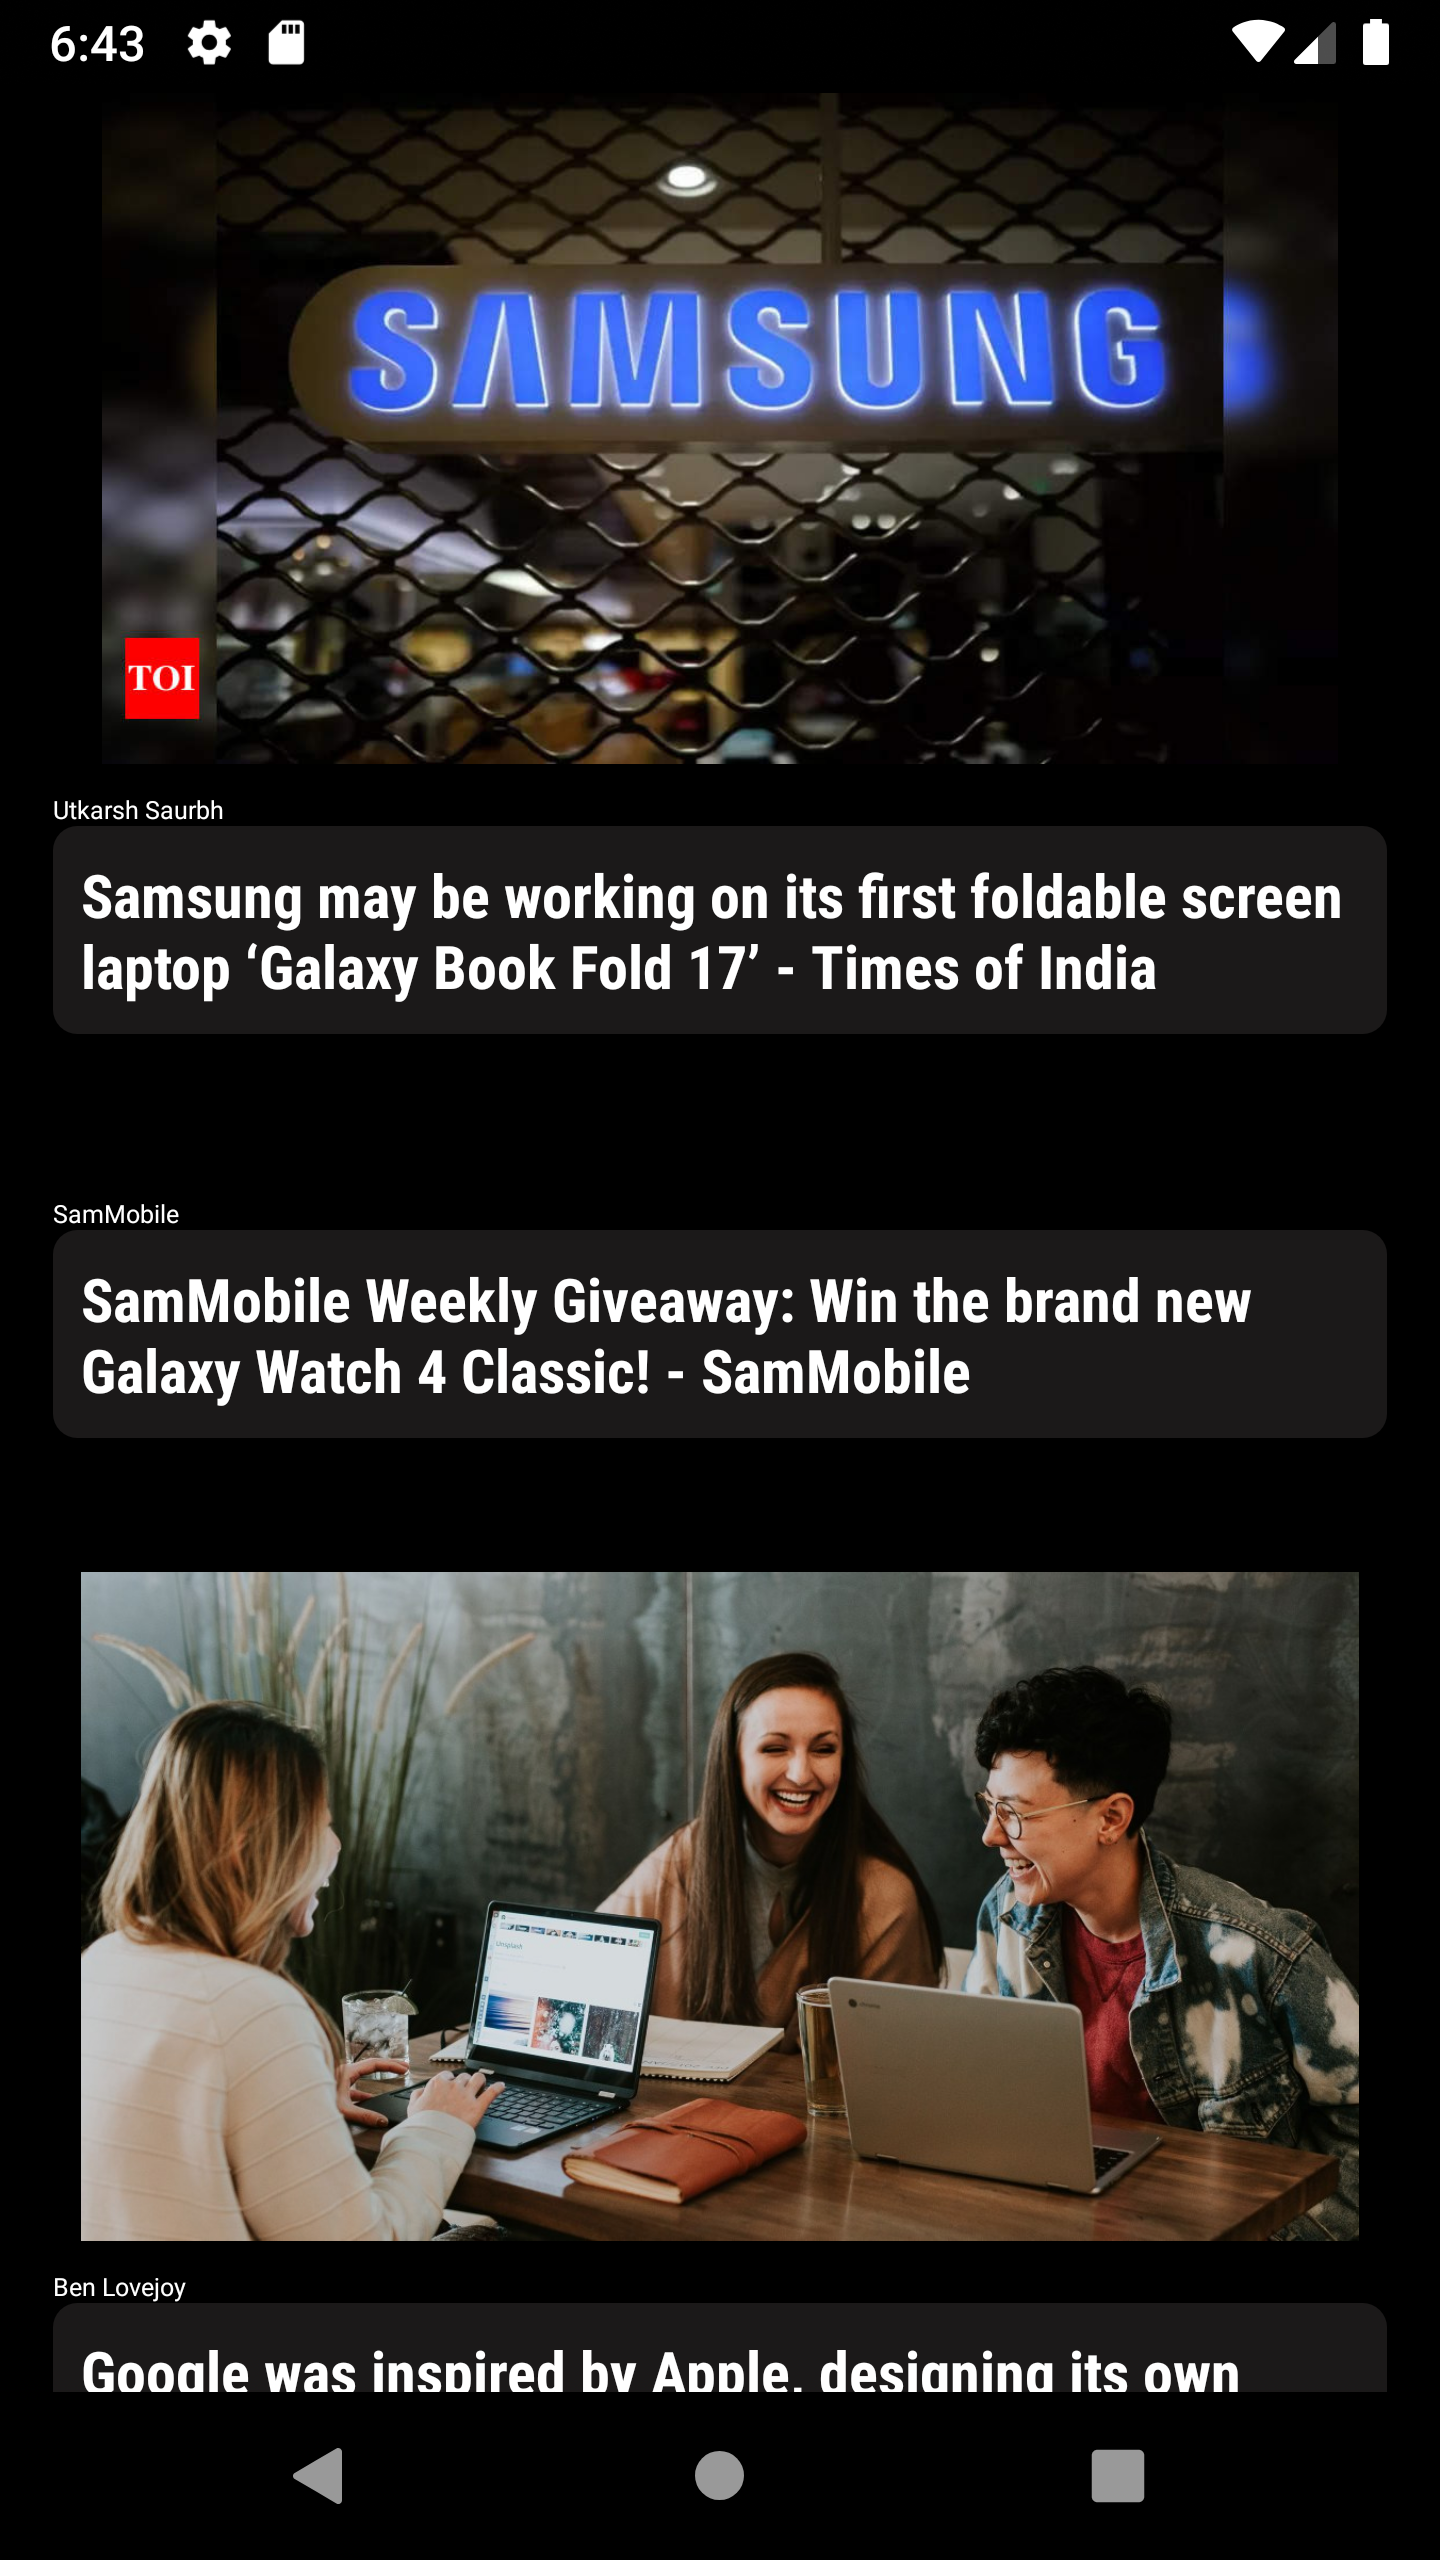 6:43
SAMSUNG
TOI
Utkarsh Saurbh
Samsung may be working on its first foldable screen
laptop ‘Galaxy Book Fold 17’ - Times of India
SamMobile
SamMobile Weekly Giveaway: Win the brand new
Galaxy Watch 4 Classic! - SamMobile
Unsplash
Ben Lovejoy
Google was inspired by Apple, designing its own